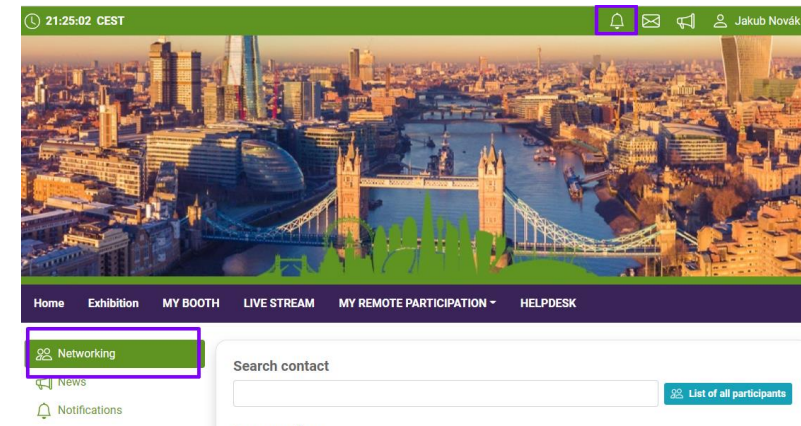 21:25:02 CEST
Jakub Novák
Home Exhibition MY BOOTH LIVE STREAM MY REMOTE PARTICIPATION HELPDESK
Networking
News
Notifications
Search contact
List of all participants